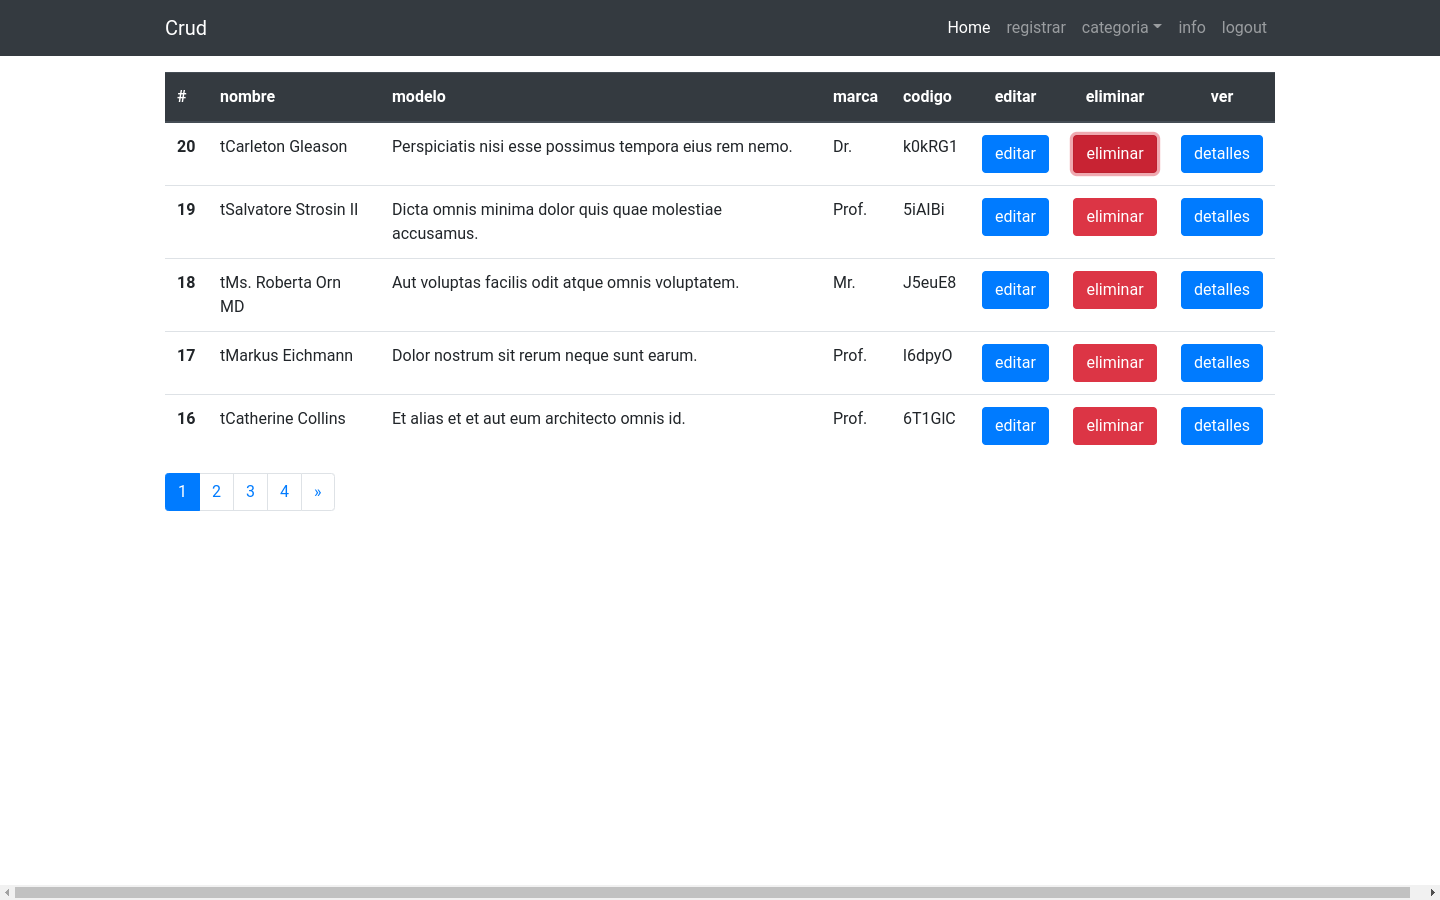 Crud Home registrar categoria info logout
# nombre modelo marca codigo editar eliminar ver
20 tCarleton Gleason Perspiciatis nisi esse possimus tempora eius rem nemo. Dr. k0kRG1 editar eliminar detalles
19 tSalvatore Strosin II Dicta omnis minima dolor quis quae molestiae accusamus. Prof. 5iAIBi editar eliminar detalles
18 tMs. Roberta Orn MD Aut voluptas facilis odit atque omnis voluptatem. Mr. J5euE8 editar eliminar detalles
17 tMarkus Eichmann Dolor nostrum sit rerum neque sunt earum. Prof. l6dpyO editar eliminar detalles
16 tCatherine Collins Et alias et et aut eum architecto omnis id. Prof. 6T1GlC editar eliminar detalles
1 2 3 4 »